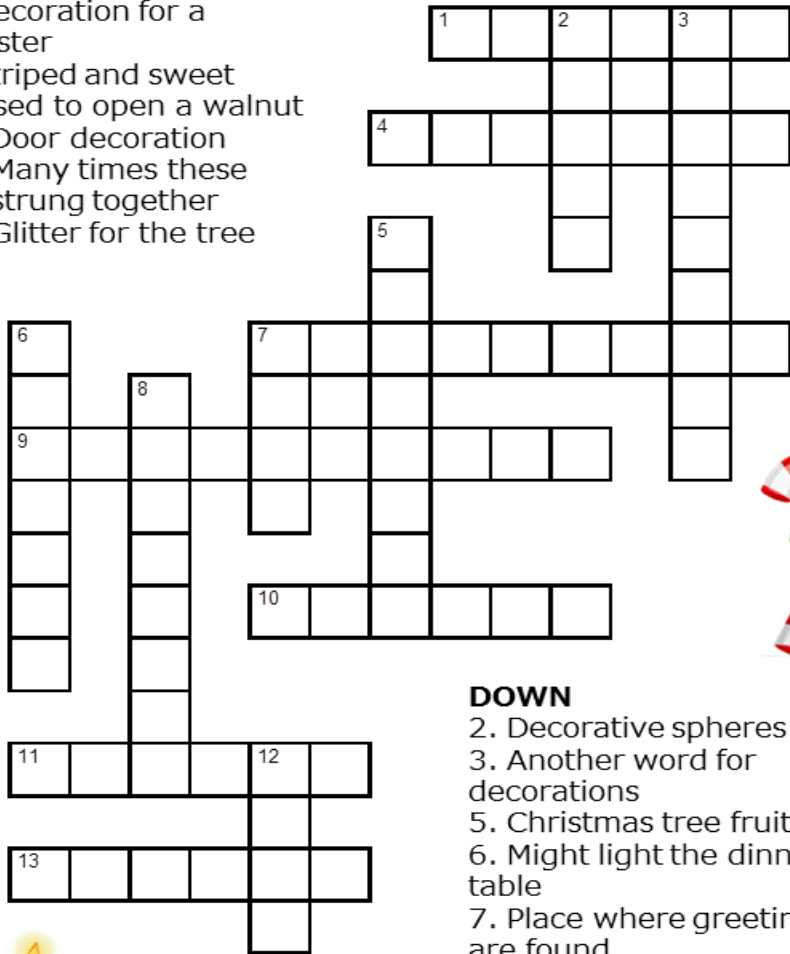 ecoration for a
ster
triped and sweet
sed to open a walnut
Door decoration
Many times these
strung together
Glitter for the tree
1 2 3
4
5
6 7
8
9
10
11 12
13
DOWN
2. Decorative spheres
3. Another word for
decorations
5. Christmas tree fruit
6. Might light the dinn
table
7. Place where greetin
are found